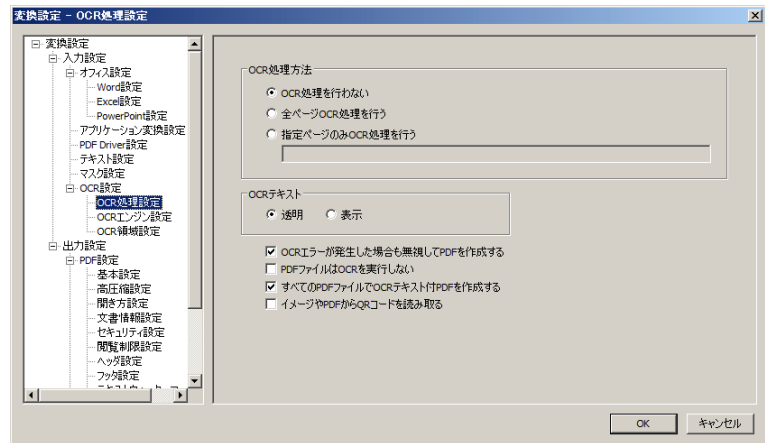 変換設定 - OCR処理設定
変換設定
入力設定
オフィス設定
Word設定
Excel設定
PowerPoint設定
アプリケーション変換設定
PDF Driver設定
テキスト設定
マスク設定
OCR設定
OCR処理設定
OCRエンジン設定
OCR領域設定
出力設定
PDF設定
基本設定
高圧縮設定
開き方設定
文書情報設定
セキュリティ設定
閲覧制限設定
ヘッダ設定
フッタ設定
OCR処理方法
OCR処理を行わない
全ページOCR処理を行う
指定ページのみOCR処理を行う
OCRテキスト
透明 表示
OCRエラーが発生した場合も無視してPDFを作成する
PDFファイルはOCRを実行しない
すべてのPDFファイルでOCRテキスト付PDFを作成する
イメージやPDFからQRコードを読み取る
OK キャンセル